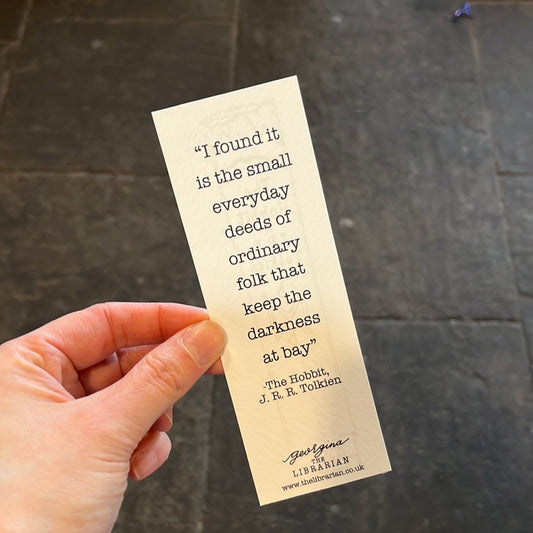 “I found it
is the small
everyday
deeds of
ordinary
folk that
keep the
darkness
at bay”
-The Hobbit,
J. R. R. Tolkien
georgina
THE
LIBRARIAN
www.thelibrarian.co.uk